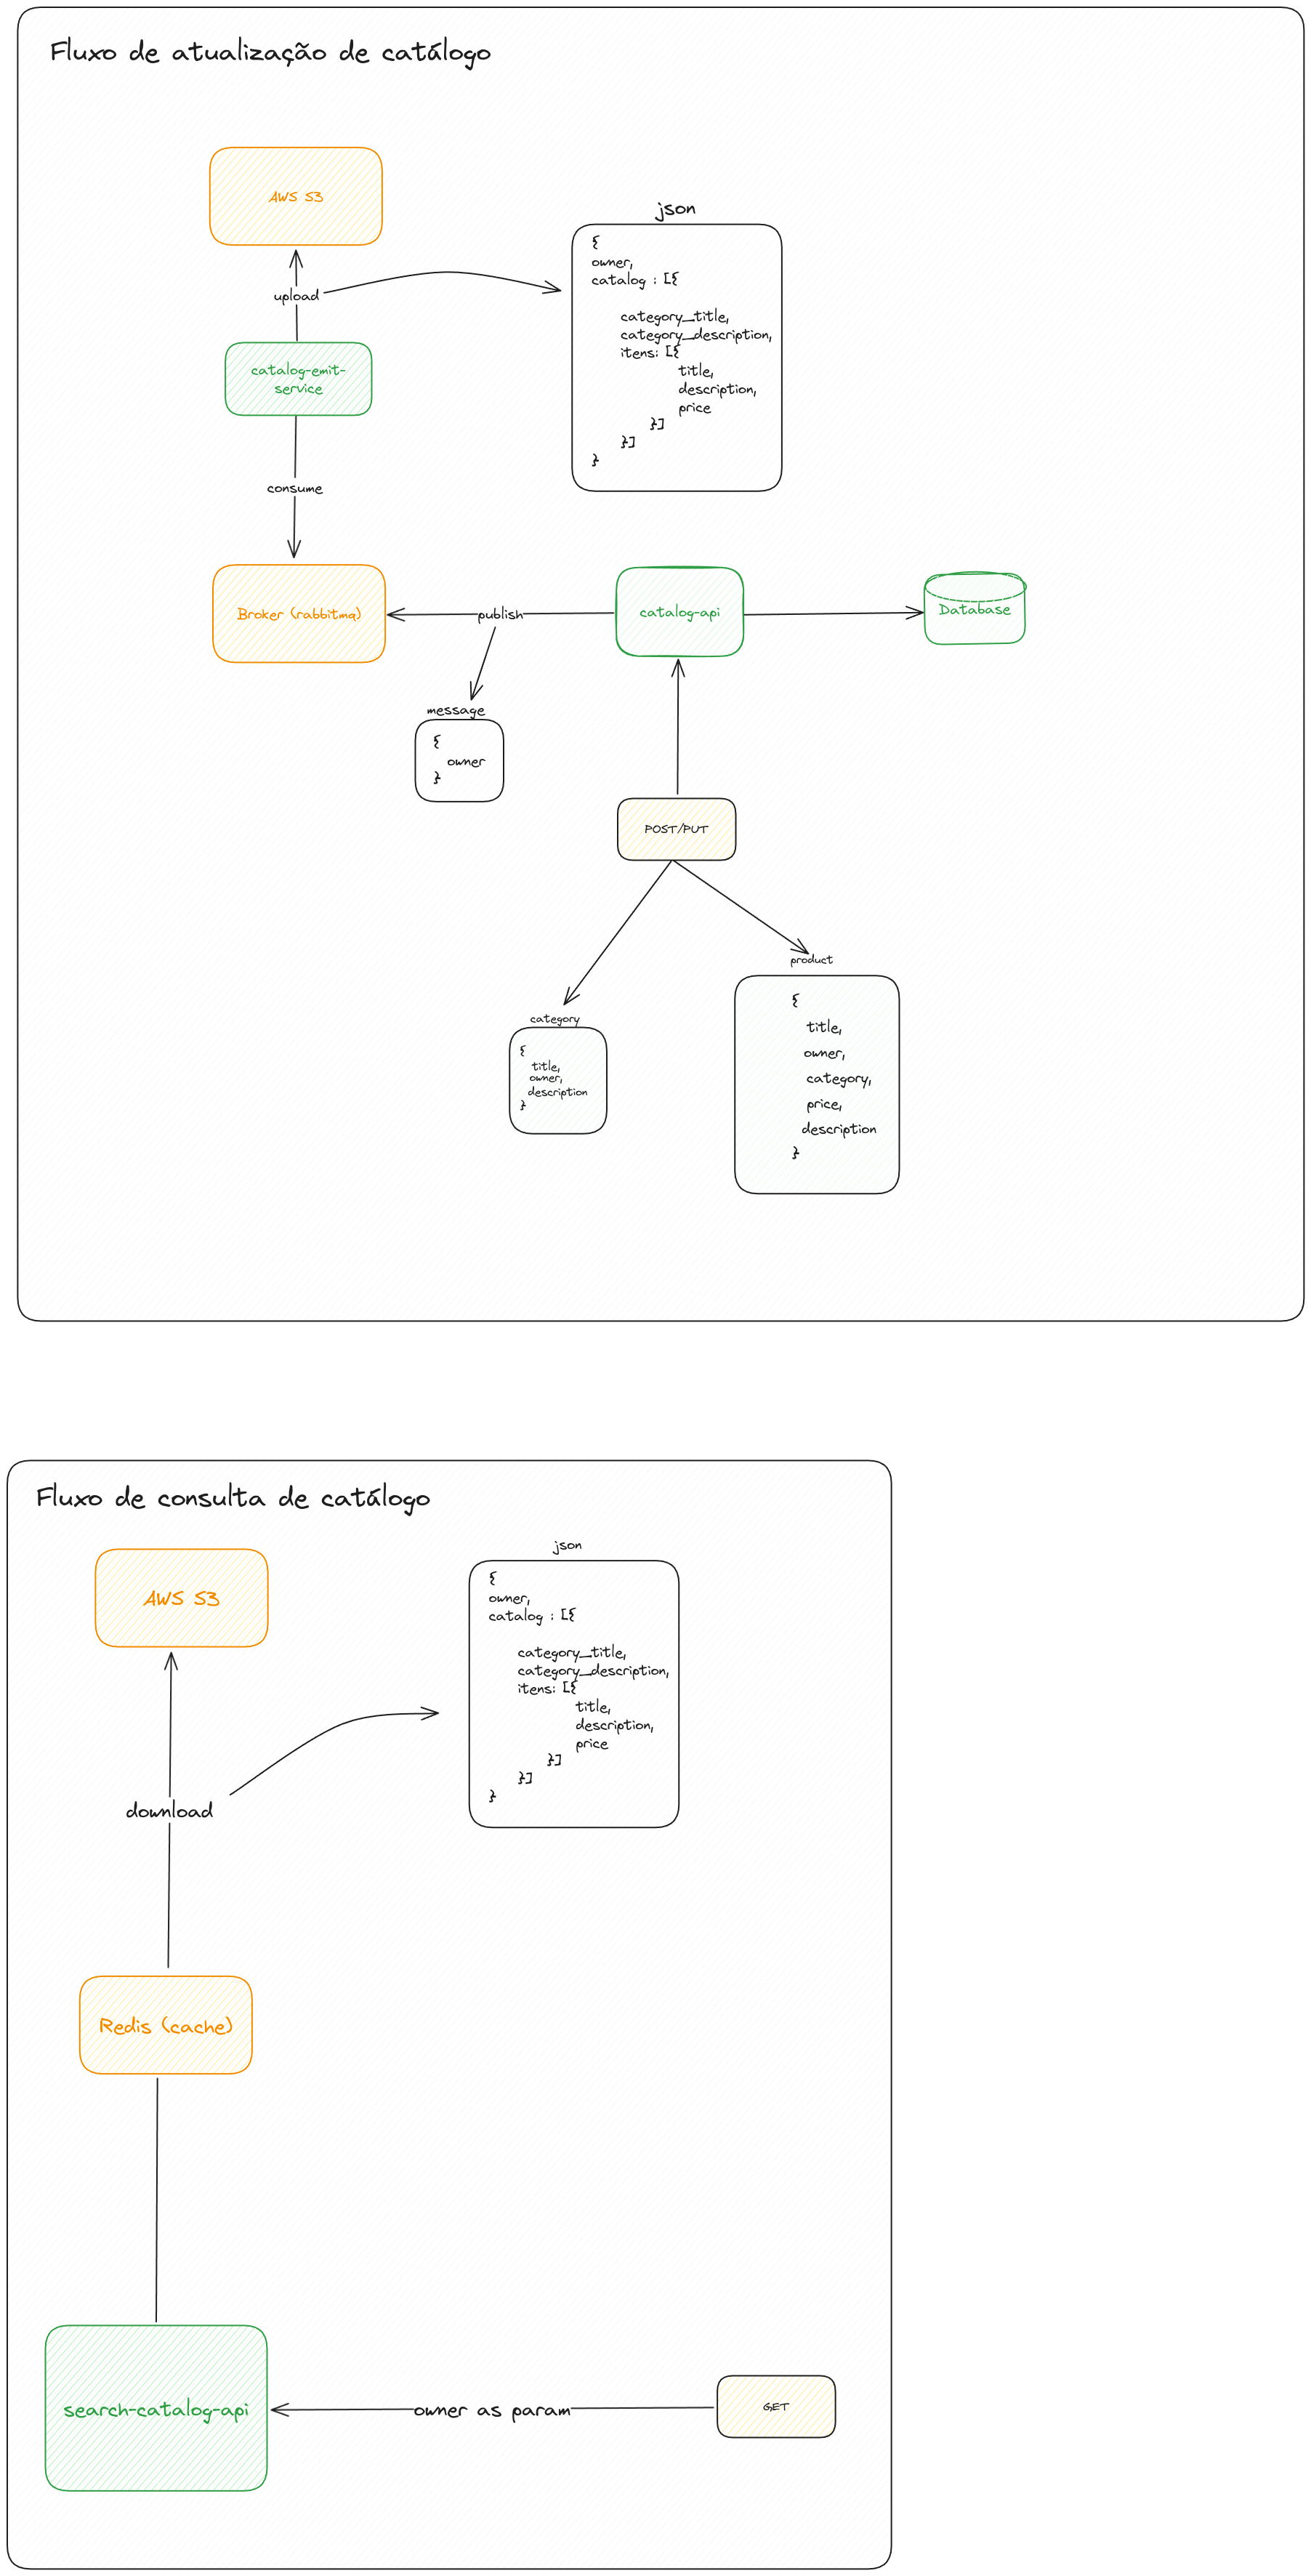 Fluxo de atualização de catálogo
AWS S3
upload
catalog-emit-
service
consume
json
{
owner,
catalog : [{
category_title,
category_description,
itens: [{
title,
description,
price
}]
}]
}
Broker (rabbitmq)
publish
catalog-api
Database
message
{
owner
}
POST/PUT
category
{
title,
owner,
description
}
product
{
title,
owner,
category,
price,
description
}
Fluxo de consulta de catálogo
AWS S3
json
{
owner,
catalog : [{
category_title,
category_description,
itens: [{
title,
description,
price
}]
}]
}
download
Redis (cache)
search-catalog-api
owner as param
GET